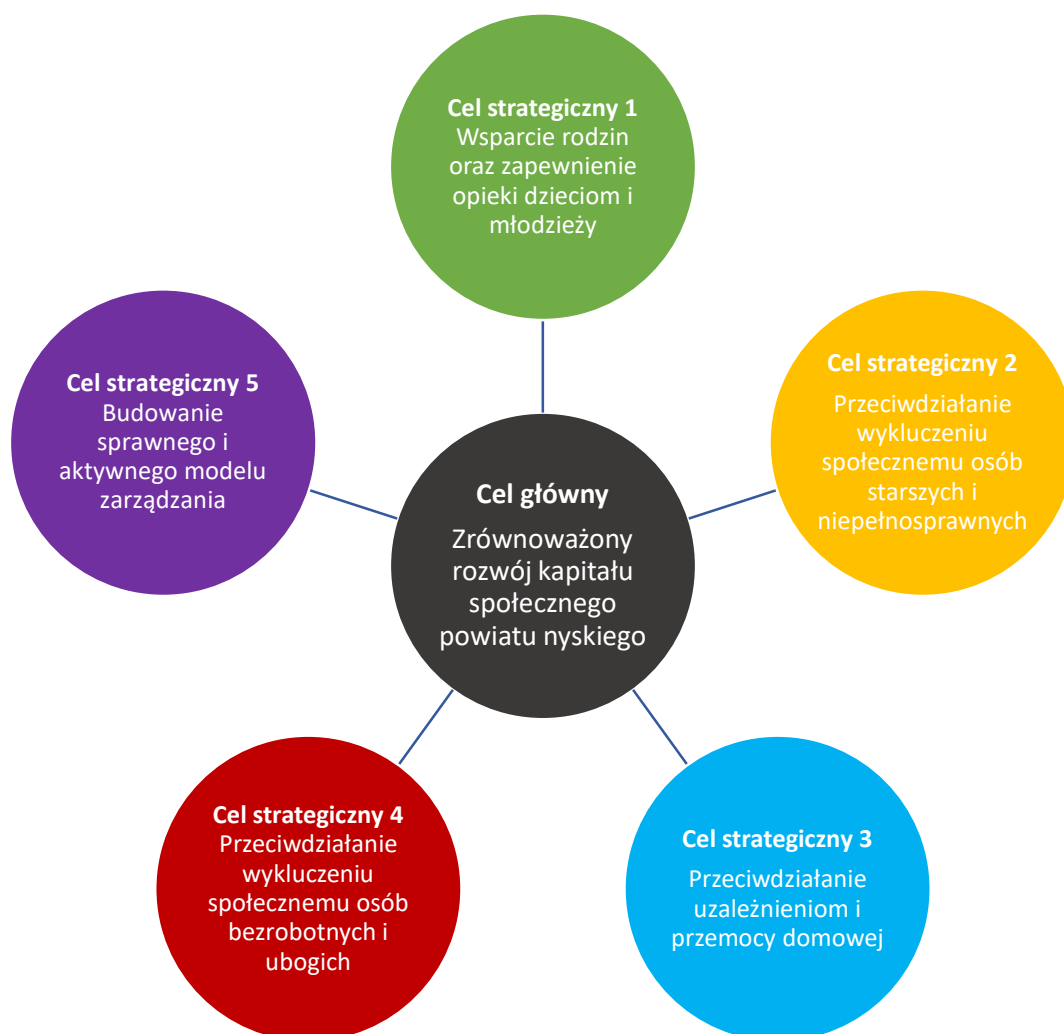 Cel strategiczny 1
Wsparcie rodzin
oraz zapewnienie
opieki dzieciom i
młodzieży
Cel strategiczny 5
Budowanie
sprawnego i
aktywnego modelu
zarządzania
Cel strategiczny 2
Przeciwdziałanie
wykluczeniu
społecznemu osób
starszych i
niepełnosprawnych
Cel główny
Zrównoważony
rozwój kapitału
społecznego
powiatu nyskiego
Cel strategiczny 4
Przeciwdziałanie
wykluczeniu
społecznemu osób
bezrobotnych i
ubogich
Cel strategiczny 3
Przeciwdziałanie
uzależnieniom i
przemocy domowej